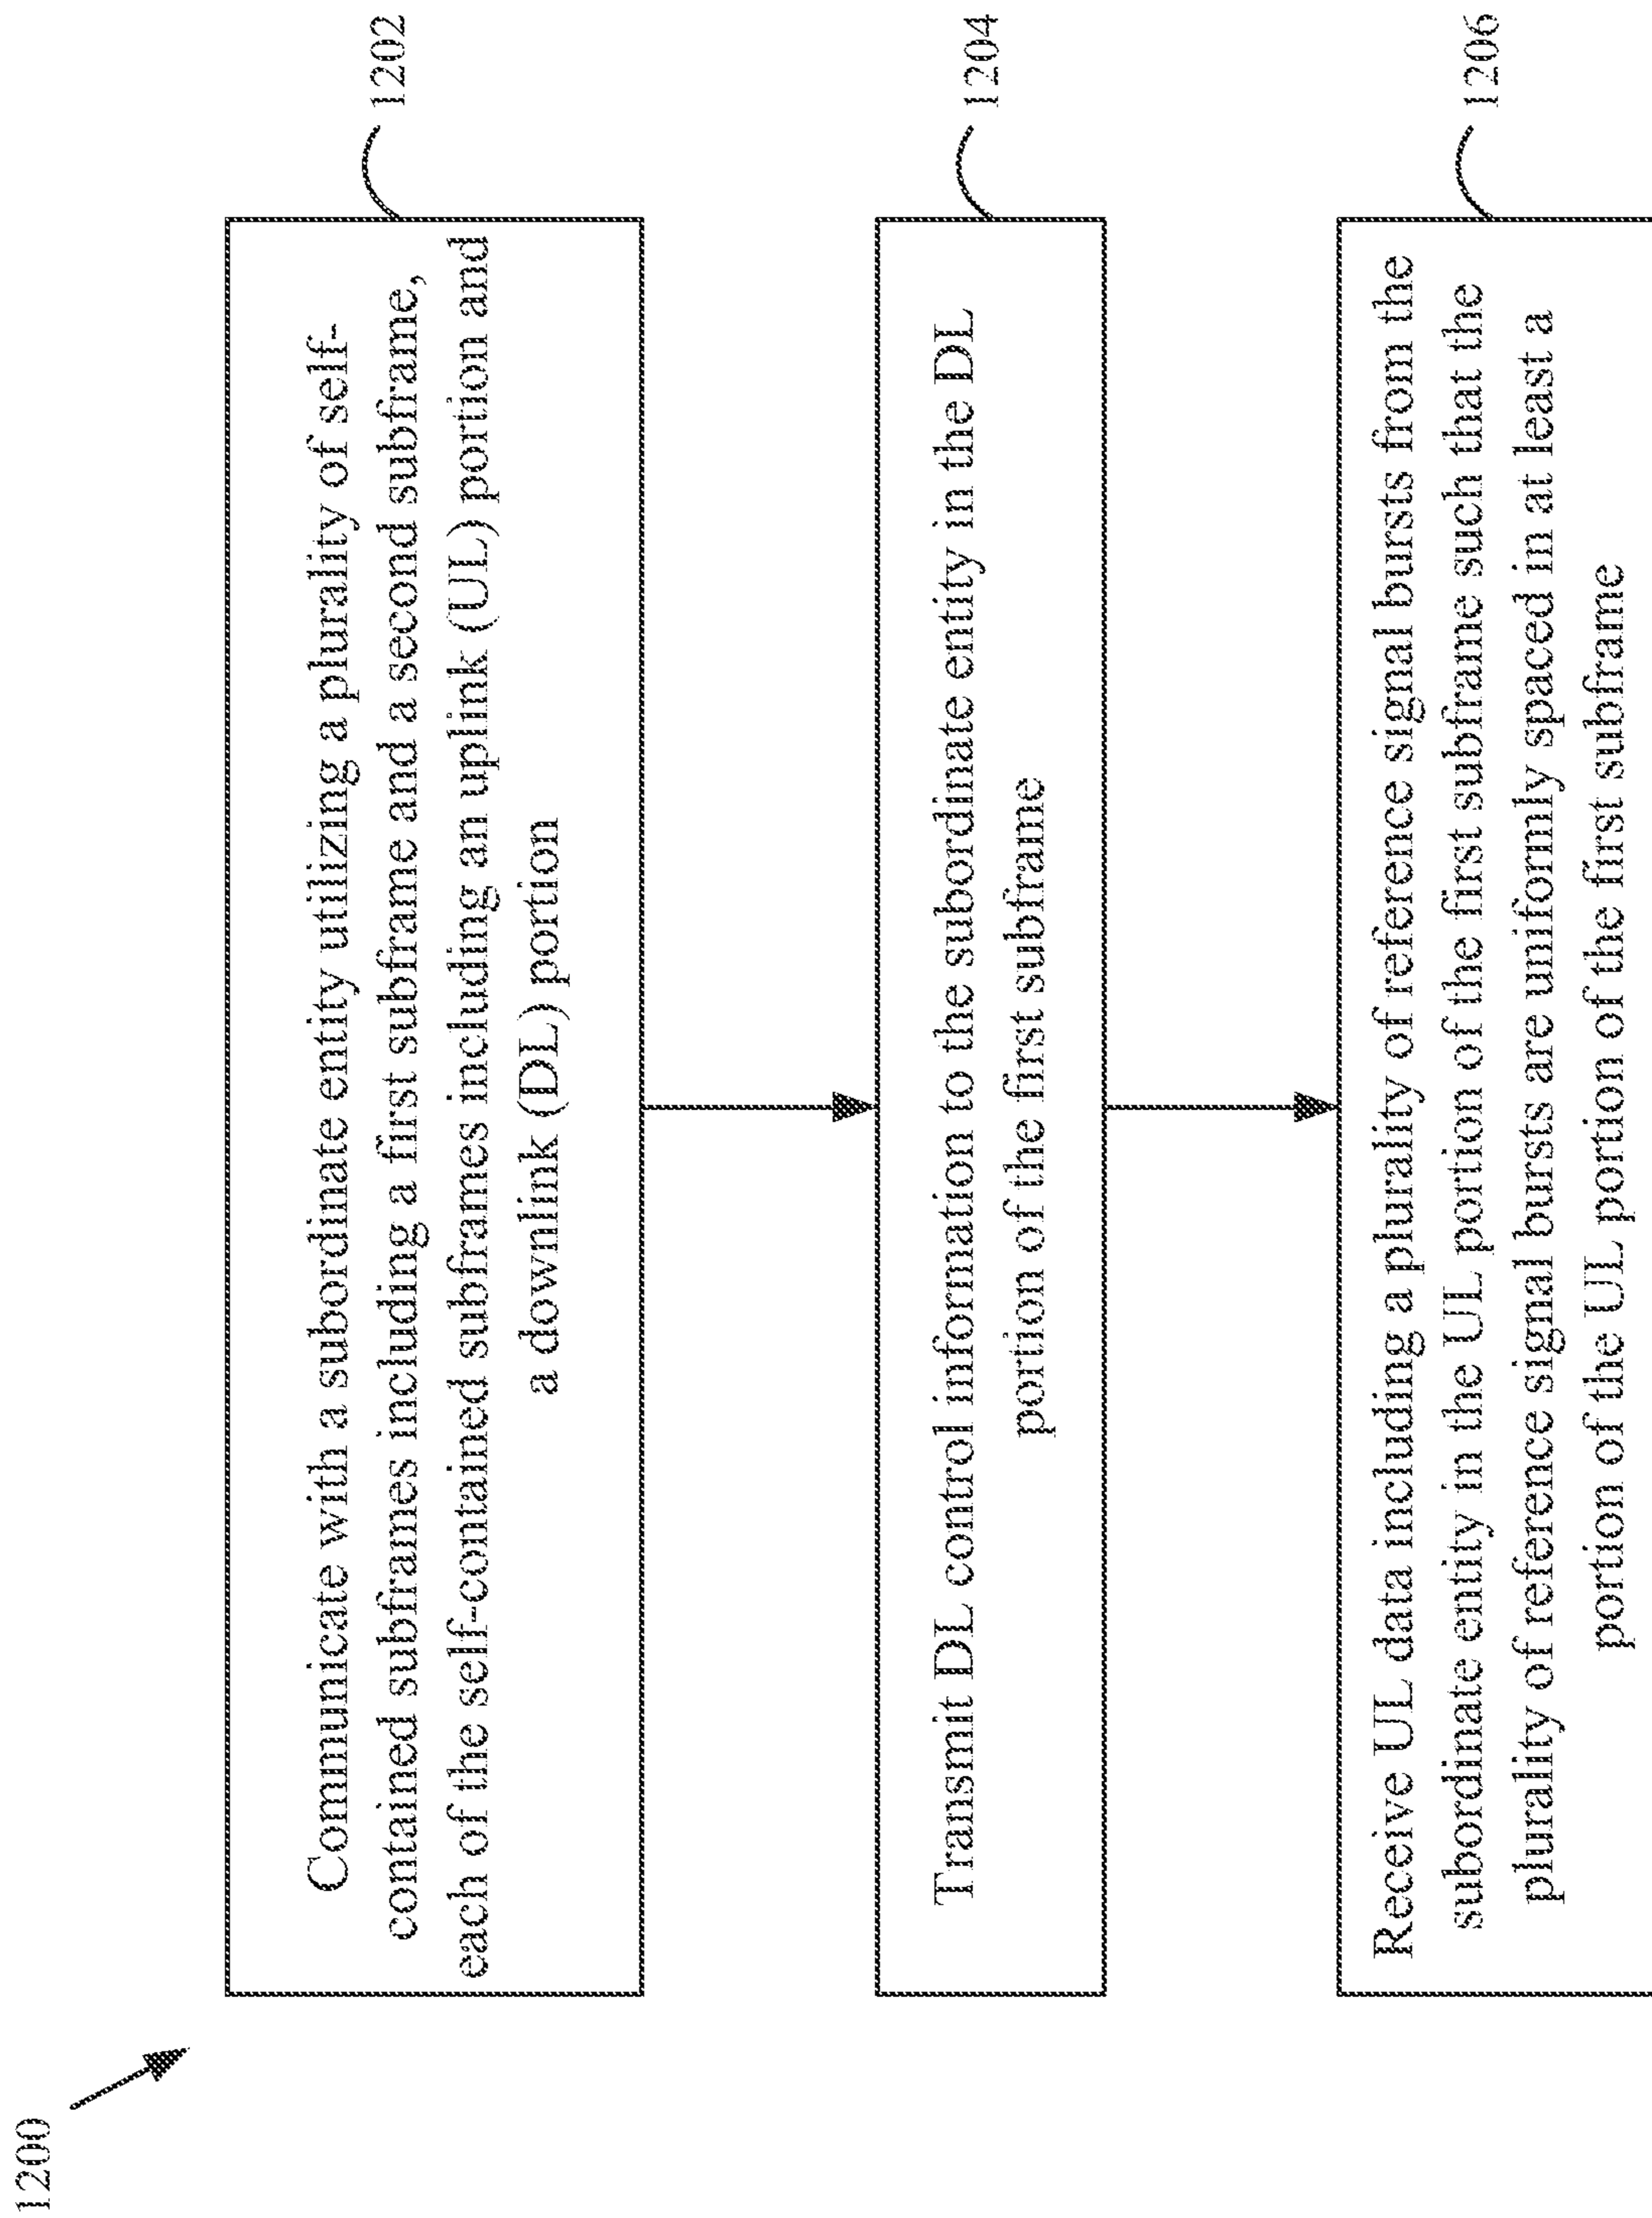 1200
Communicate with a subordinate entity utilizing a plurality of self-
contained subframes including a first subframe and a second subframe,
each of the self-contained subframes including an uplink (UL) portion and
a downlink (DL) portion
1202
Transmit DL control information to the subordinate entity in the DL
portion of the first subframe
1204
Receive UL data including a plurality of reference signal bursts from the
subordinate entity in the UL portion of the first subframe such that the
plurality of reference signal bursts are uniformly spaced in at least a
portion of the UL portion of the first subframe
1206